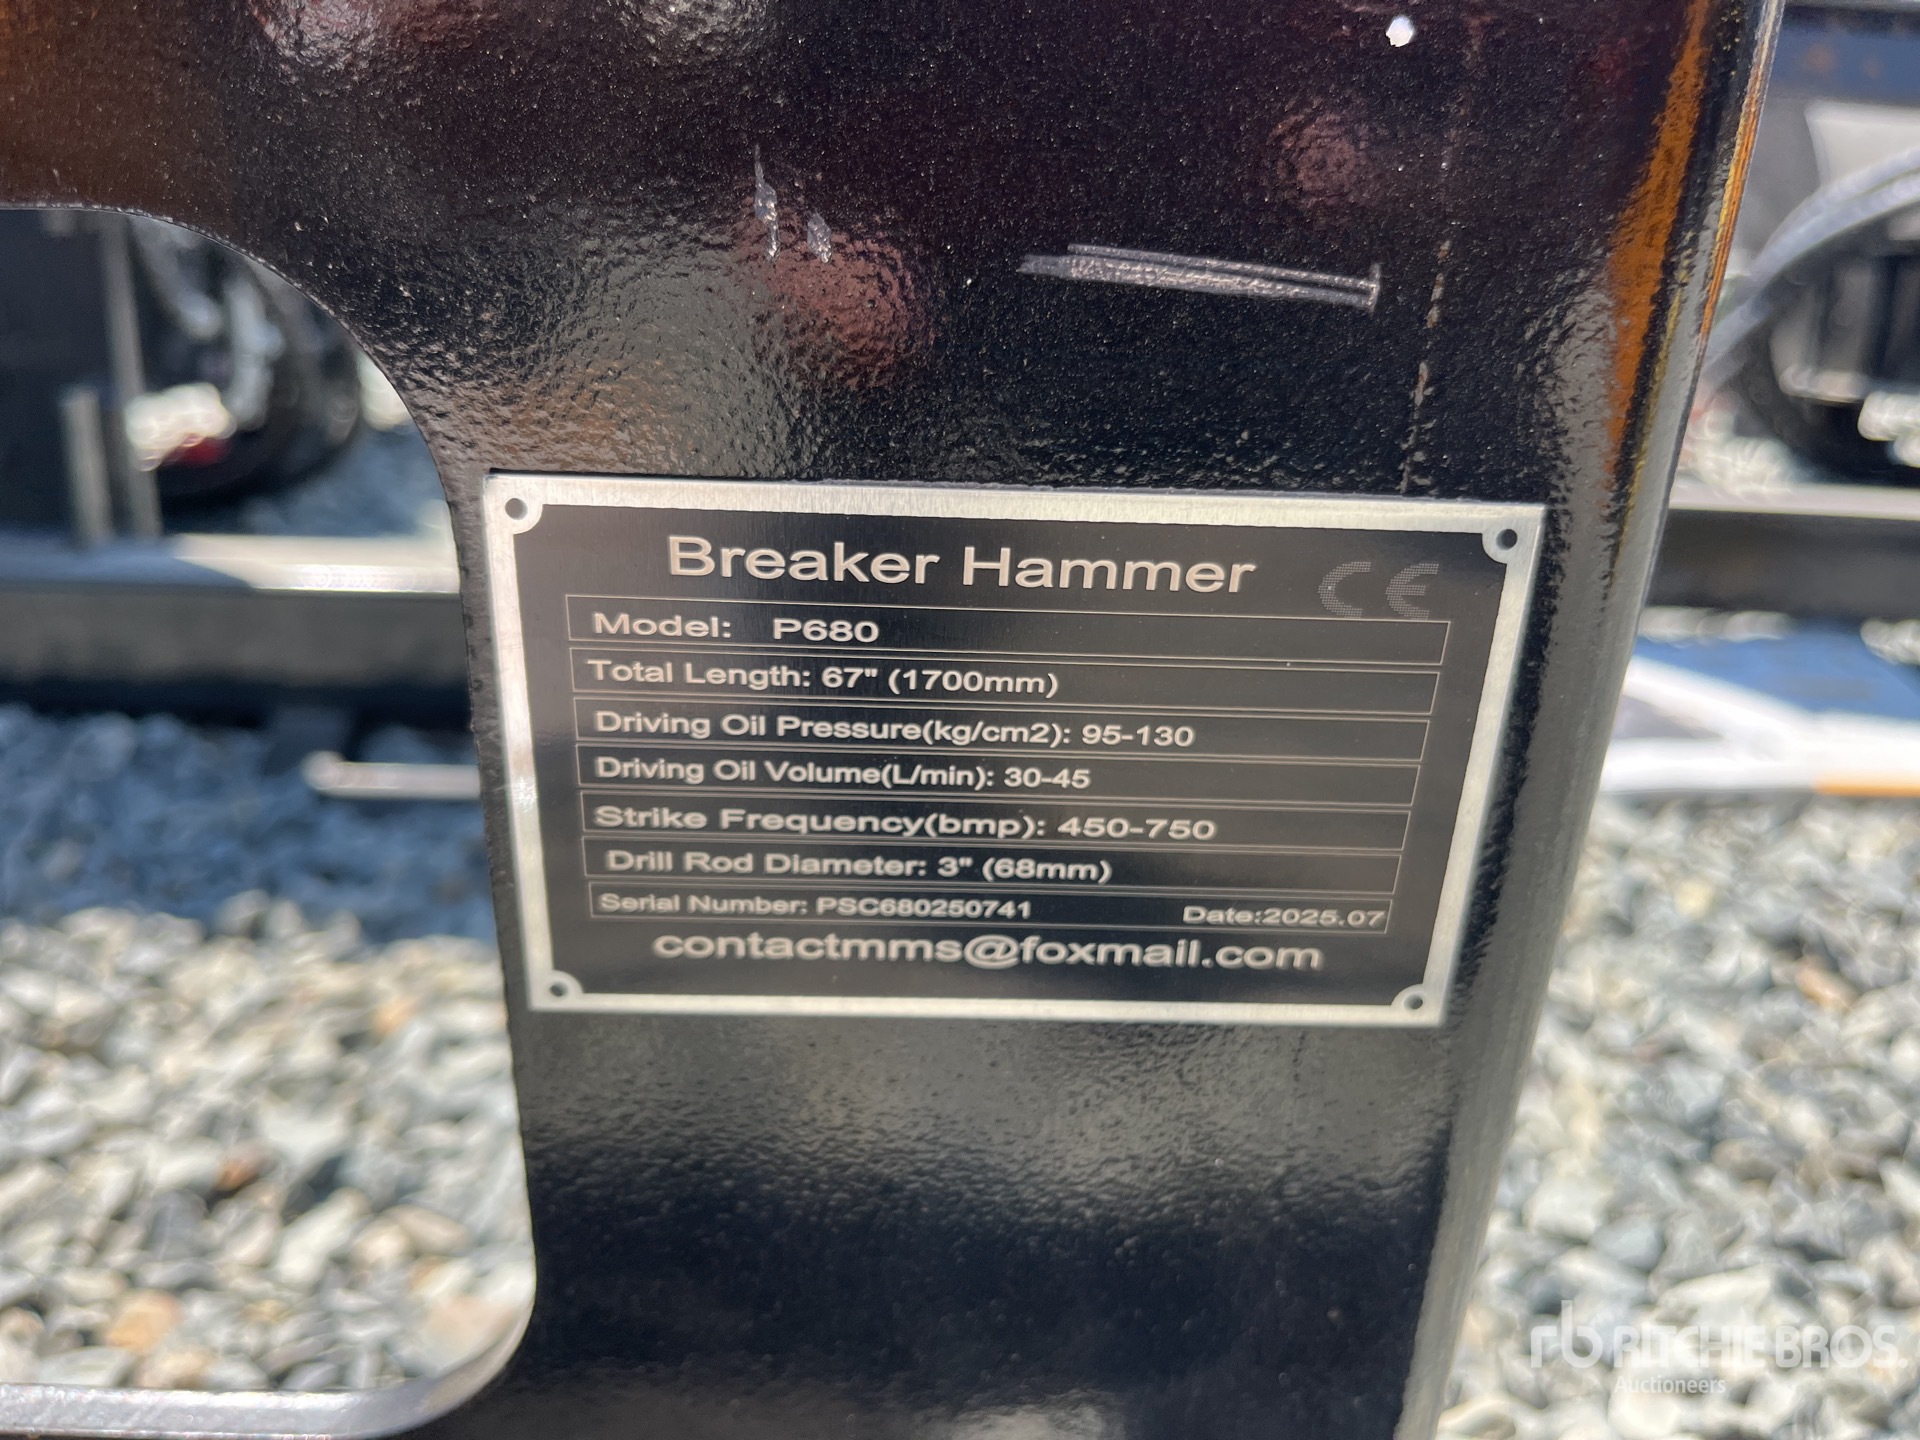 Breaker Hammer CE
Model: P680
Total Length: 67" (1700mm)
Driving Oil Pressure(kg/cm2): 95-130
Driving Oil Volume(L/min): 30-45
Strike Frequency(bmp): 450-750
Drill Rod Diameter: 3" (68mm)
Serial Number: PSC680250741 Date:2025.07
contactmms@foxmail.com
rb RITCHIE BROS.
Auctioneers